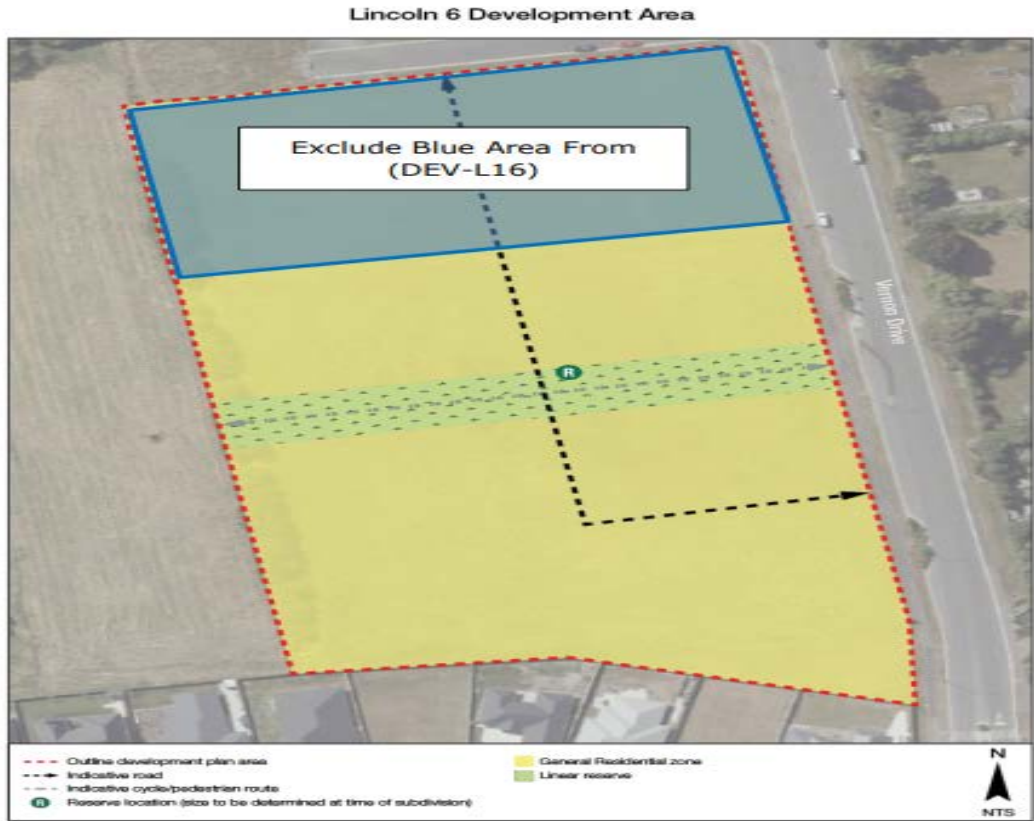 Lincoln 6 Development Area
Exclude Blue Area From
(DEV-L16)
R
Vernon Drive
Outline development plan area
Indicative road
Indicative cycle/pedestrian route
R Reserve location (size to be determined at time of subdivision)
General Residential zone
Linear reserve
N
NTS